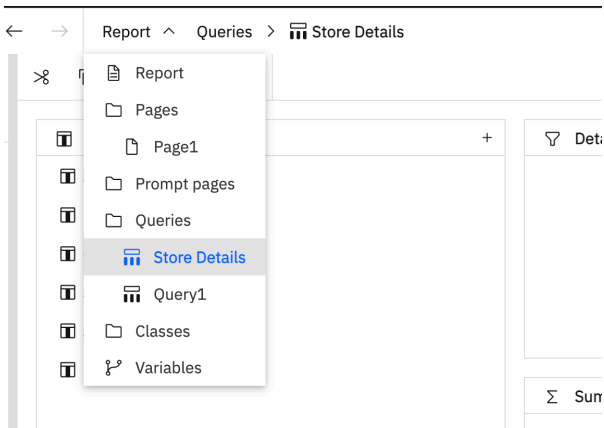 Report Queries > Store Details
Report
Pages
Page1
+
Prompt pages
Queries
Store Details
Query1
Classes
Variables
Deta
Σ Sum